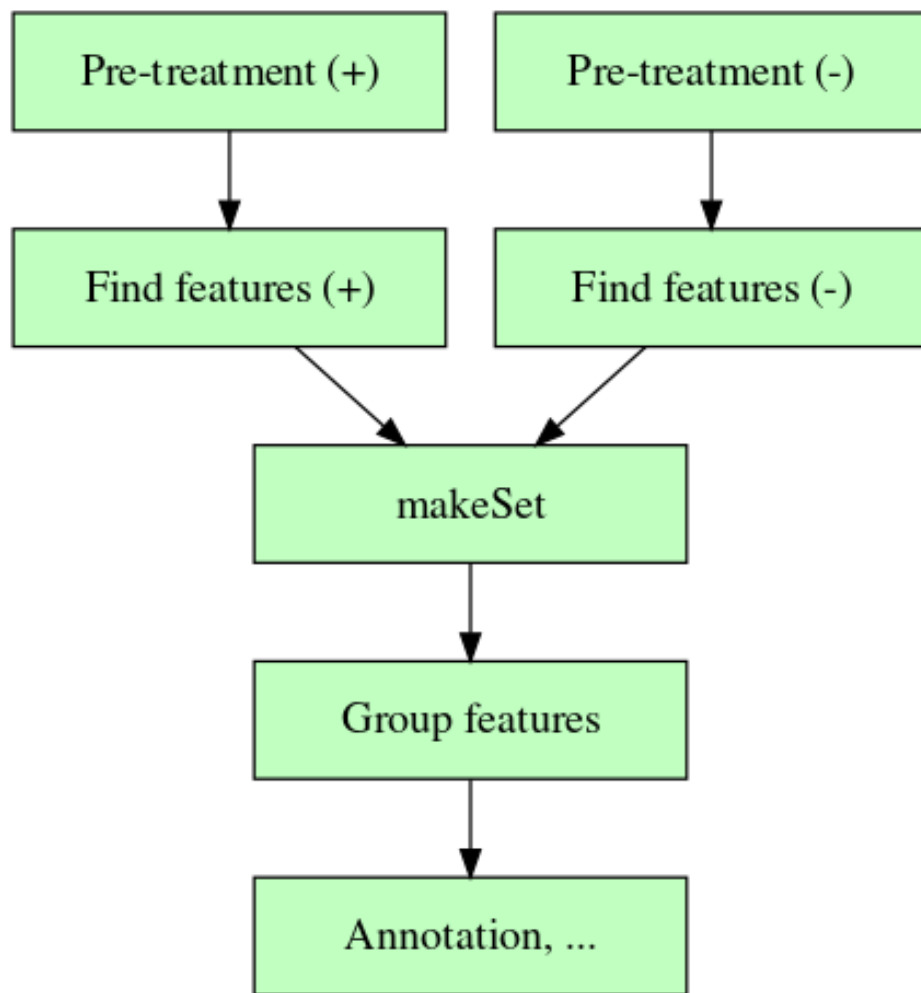 Pre-treatment (+)
Pre-treatment (-)
Find features (+)
Find features (-)
makeSet
Group features
Annotation, ...